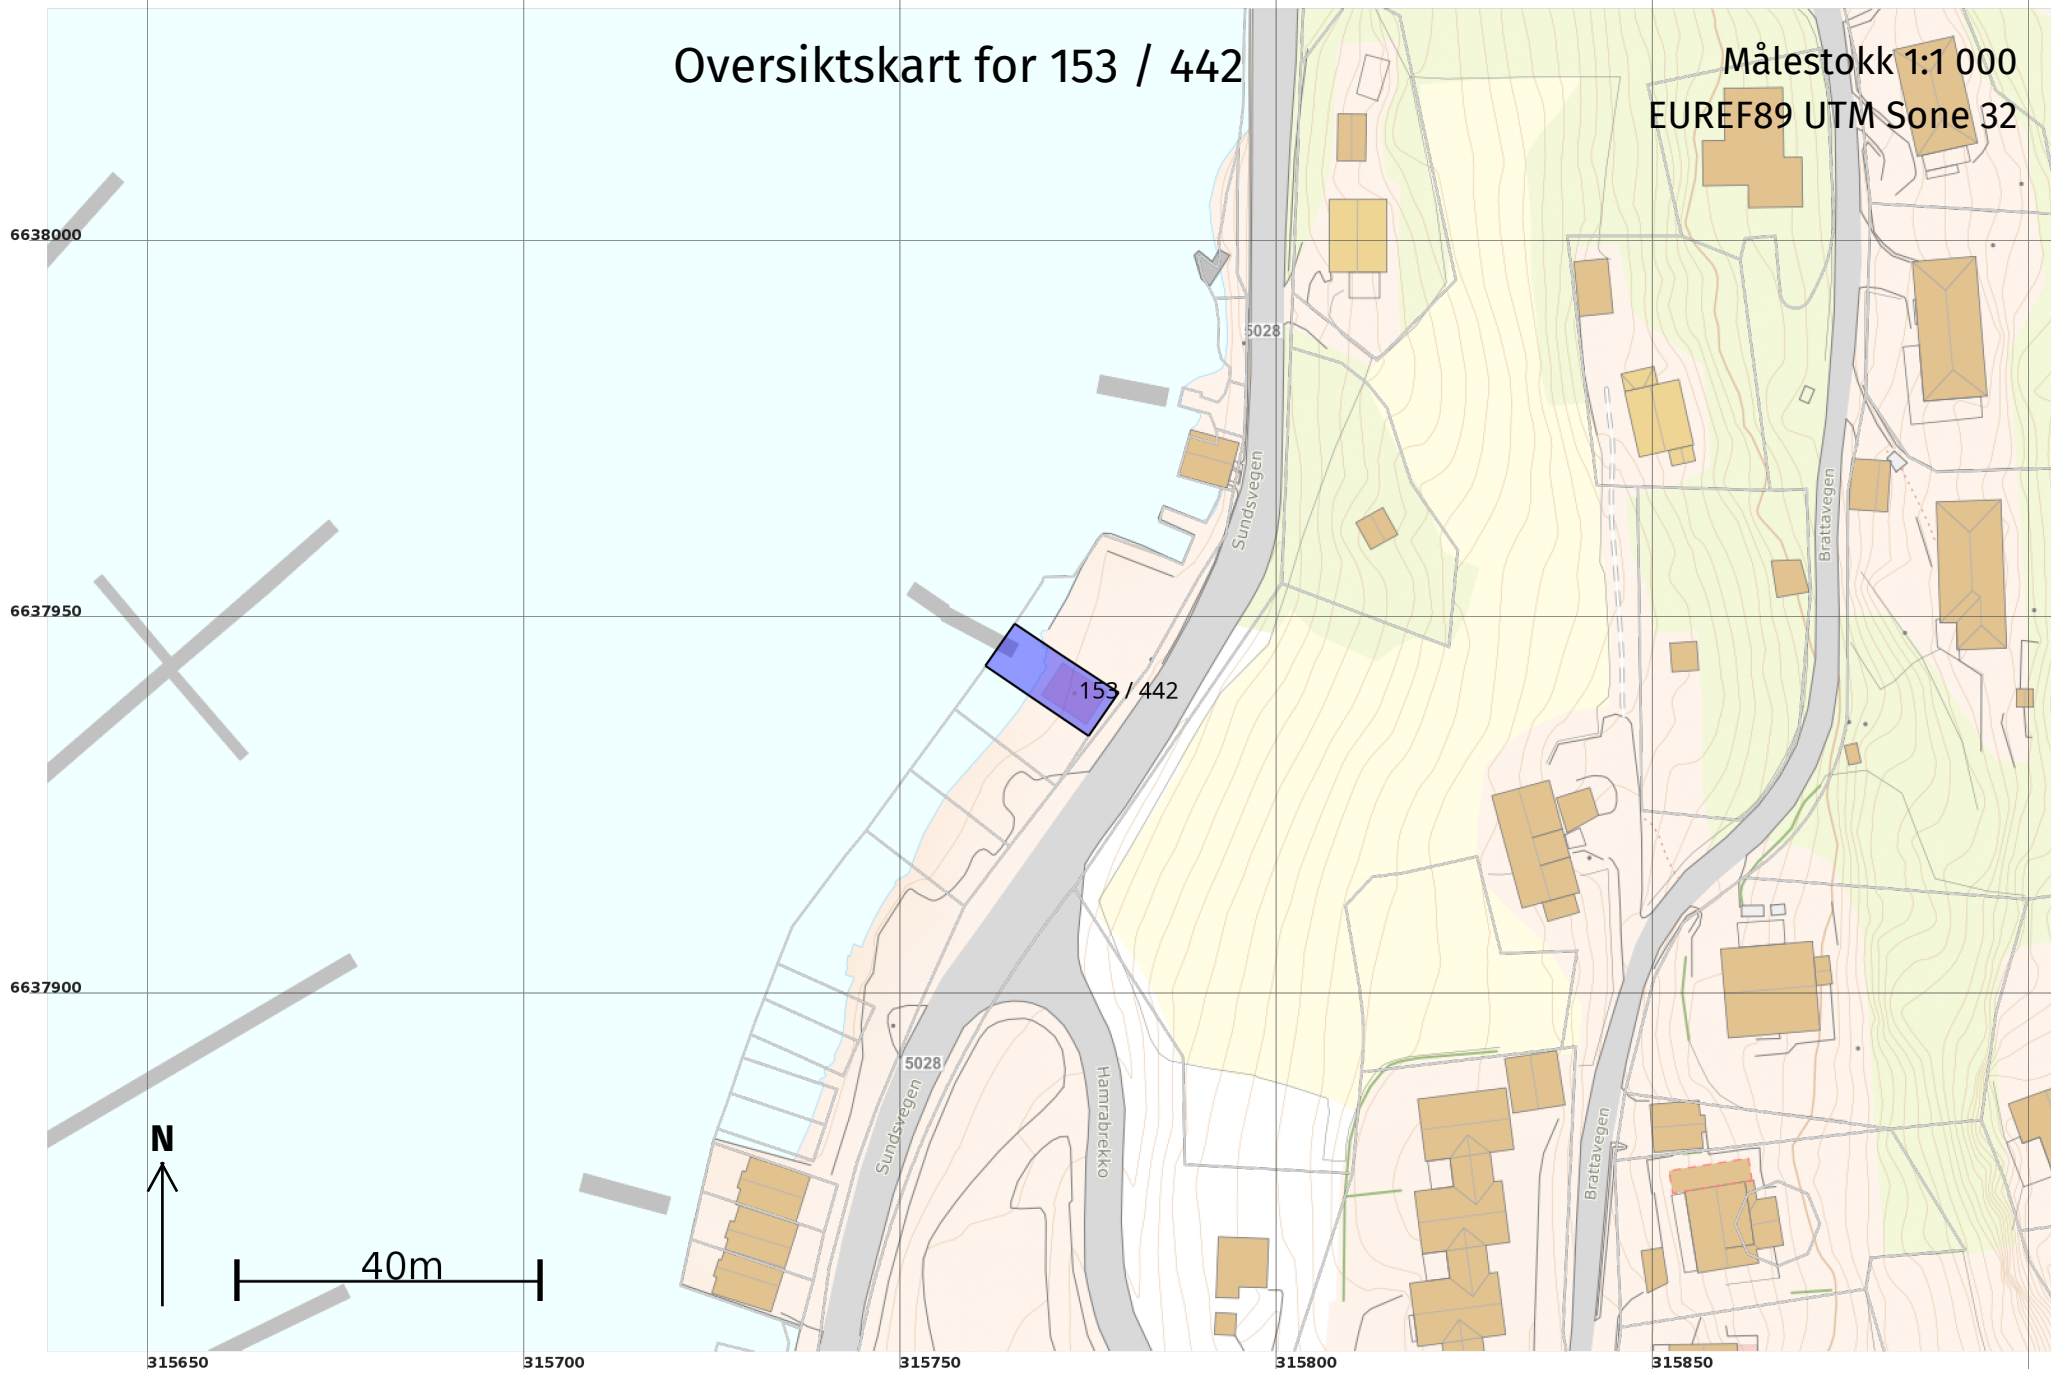 Oversiktskart for 153 / 442
Målestokk 1:1 000
EUREF89 UTM Sone 32
6638000
5028
Sundsvegen
Brattavegen
6637950
153 / 442
6637900
5028
Sundsvegen
Hamrabrekko
Brattavegen
N
40m
315650
315700
315750
315800
315850